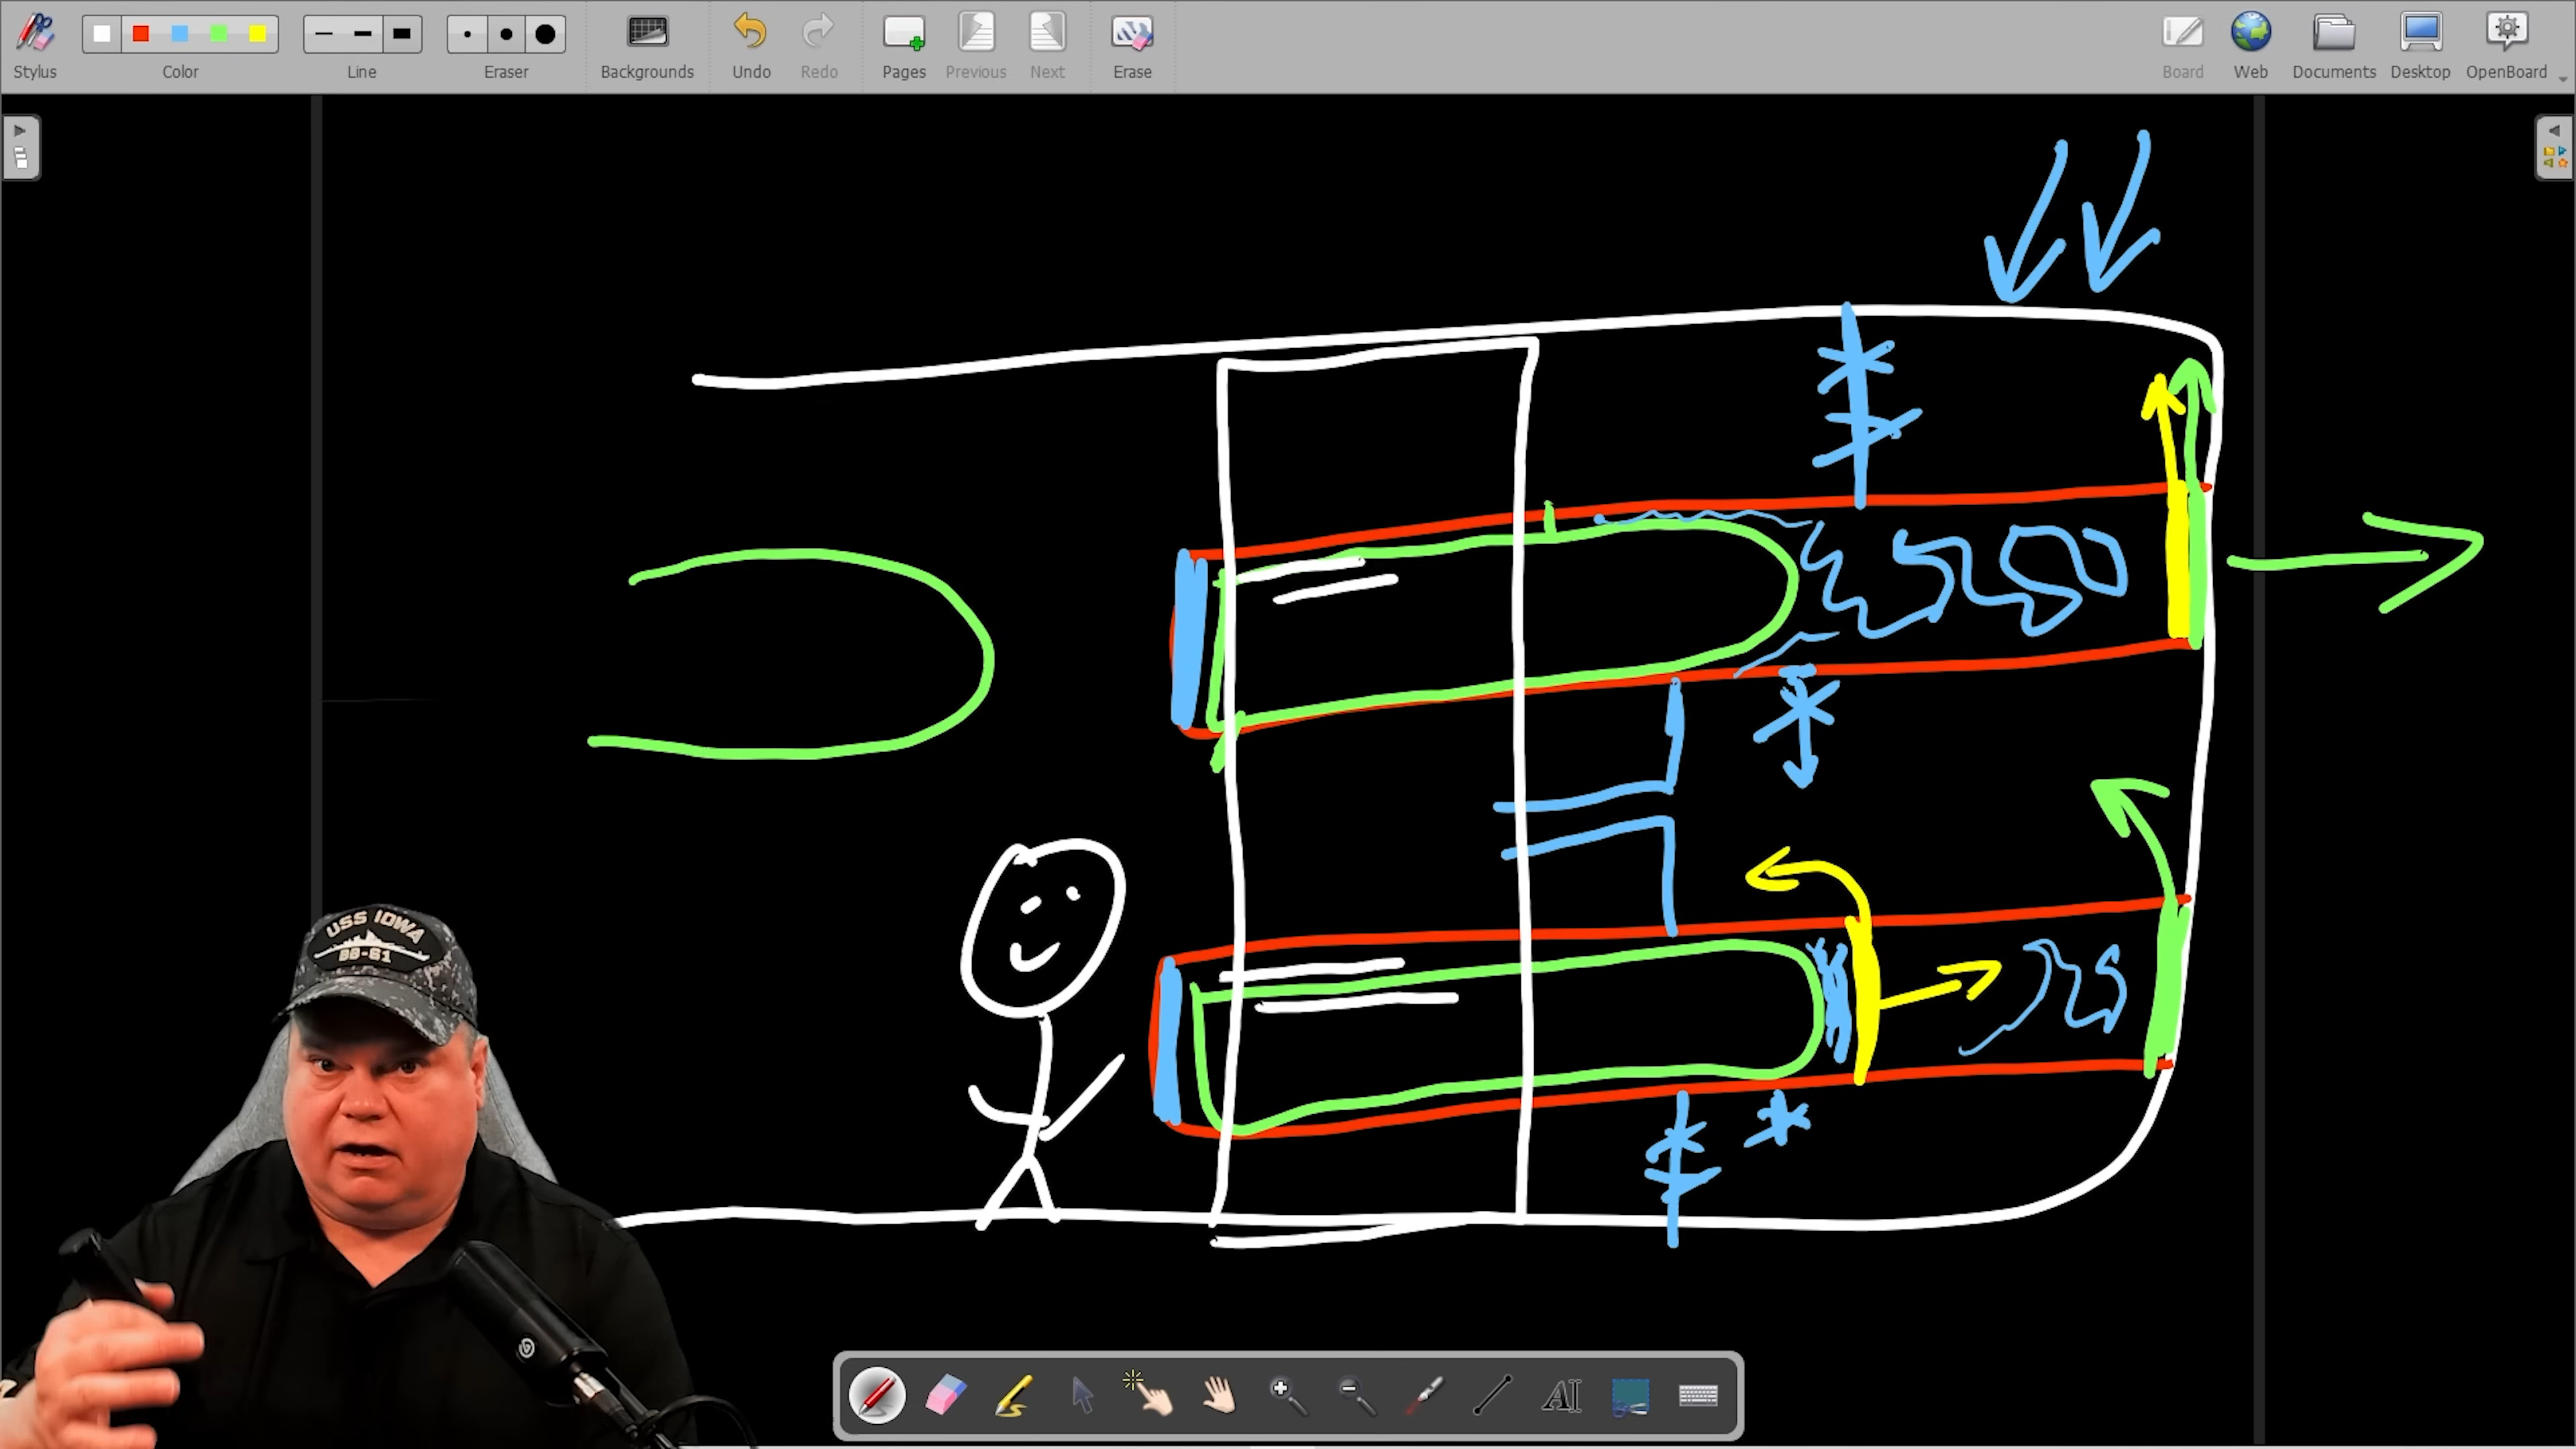 Stylus Color Line Eraser Backgrounds Undo Redo Pages Previous Next Erase Board Web Documents Desktop OpenBoard
USS IOWA
BB-61
AI